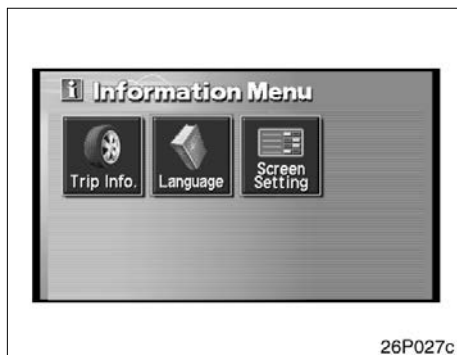 i Information Menu
Trip Info.
Language
Screen
Setting
26P027c